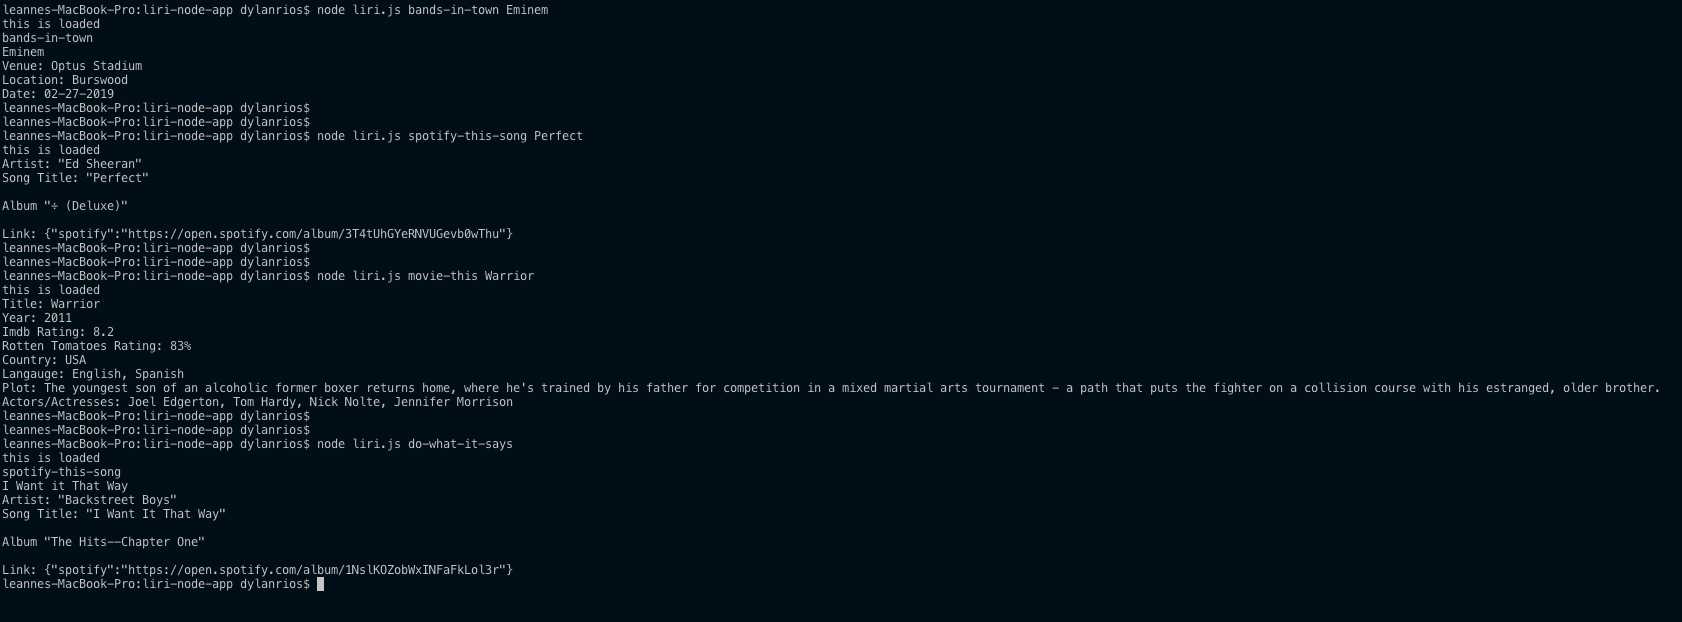 leannes-MacBook-Pro:liri-node-app dylanrios$ node liri.js bands-in-town Eminem
this is loaded
bands-in-town
Eminem
Venue: Optus Stadium
Location: Burswood
Date: 02-27-2019
leannes-MacBook-Pro:liri-node-app dylanrios$
leannes-MacBook-Pro:liri-node-app dylanrios$
leannes-MacBook-Pro:liri-node-app dylanrios$ node liri.js spotify-this-song Perfect
this is loaded
Artist: "Ed Sheeran"
Song Title: "Perfect"
Album "÷ (Deluxe)"
Link: {"spotify":"https://open.spotify.com/album/3T4tUhGYeRNVUGevb0wThu"}
leannes-MacBook-Pro:liri-node-app dylanrios$
leannes-MacBook-Pro:liri-node-app dylanrios$
leannes-MacBook-Pro:liri-node-app dylanrios$ node liri.js movie-this Warrior
this is loaded
Title: Warrior
Year: 2011
Imdb Rating: 8.2
Rotten Tomatoes Rating: 83%
Country: USA
Langauge: English, Spanish
Plot: The youngest son of an alcoholic former boxer returns home, where he's trained by his father for competition in a mixed martial arts tournament - a path that puts the fighter on a collision course with his estranged, older brother.
Actors/Actresses: Joel Edgerton, Tom Hardy, Nick Nolte, Jennifer Morrison
leannes-MacBook-Pro:liri-node-app dylanrios$
leannes-MacBook-Pro:liri-node-app dylanrios$
leannes-MacBook-Pro:liri-node-app dylanrios$ node liri.js do-what-it-says
this is loaded
spotify-this-song
I Want it That Way
Artist: "Backstreet Boys"
Song Title: "I Want It That Way"
Album "The Hits--Chapter One"
Link: {"spotify":"https://open.spotify.com/album/1NslKOZobWxINFaFkLol3r"}
leannes-MacBook-Pro:liri-node-app dylanrios$